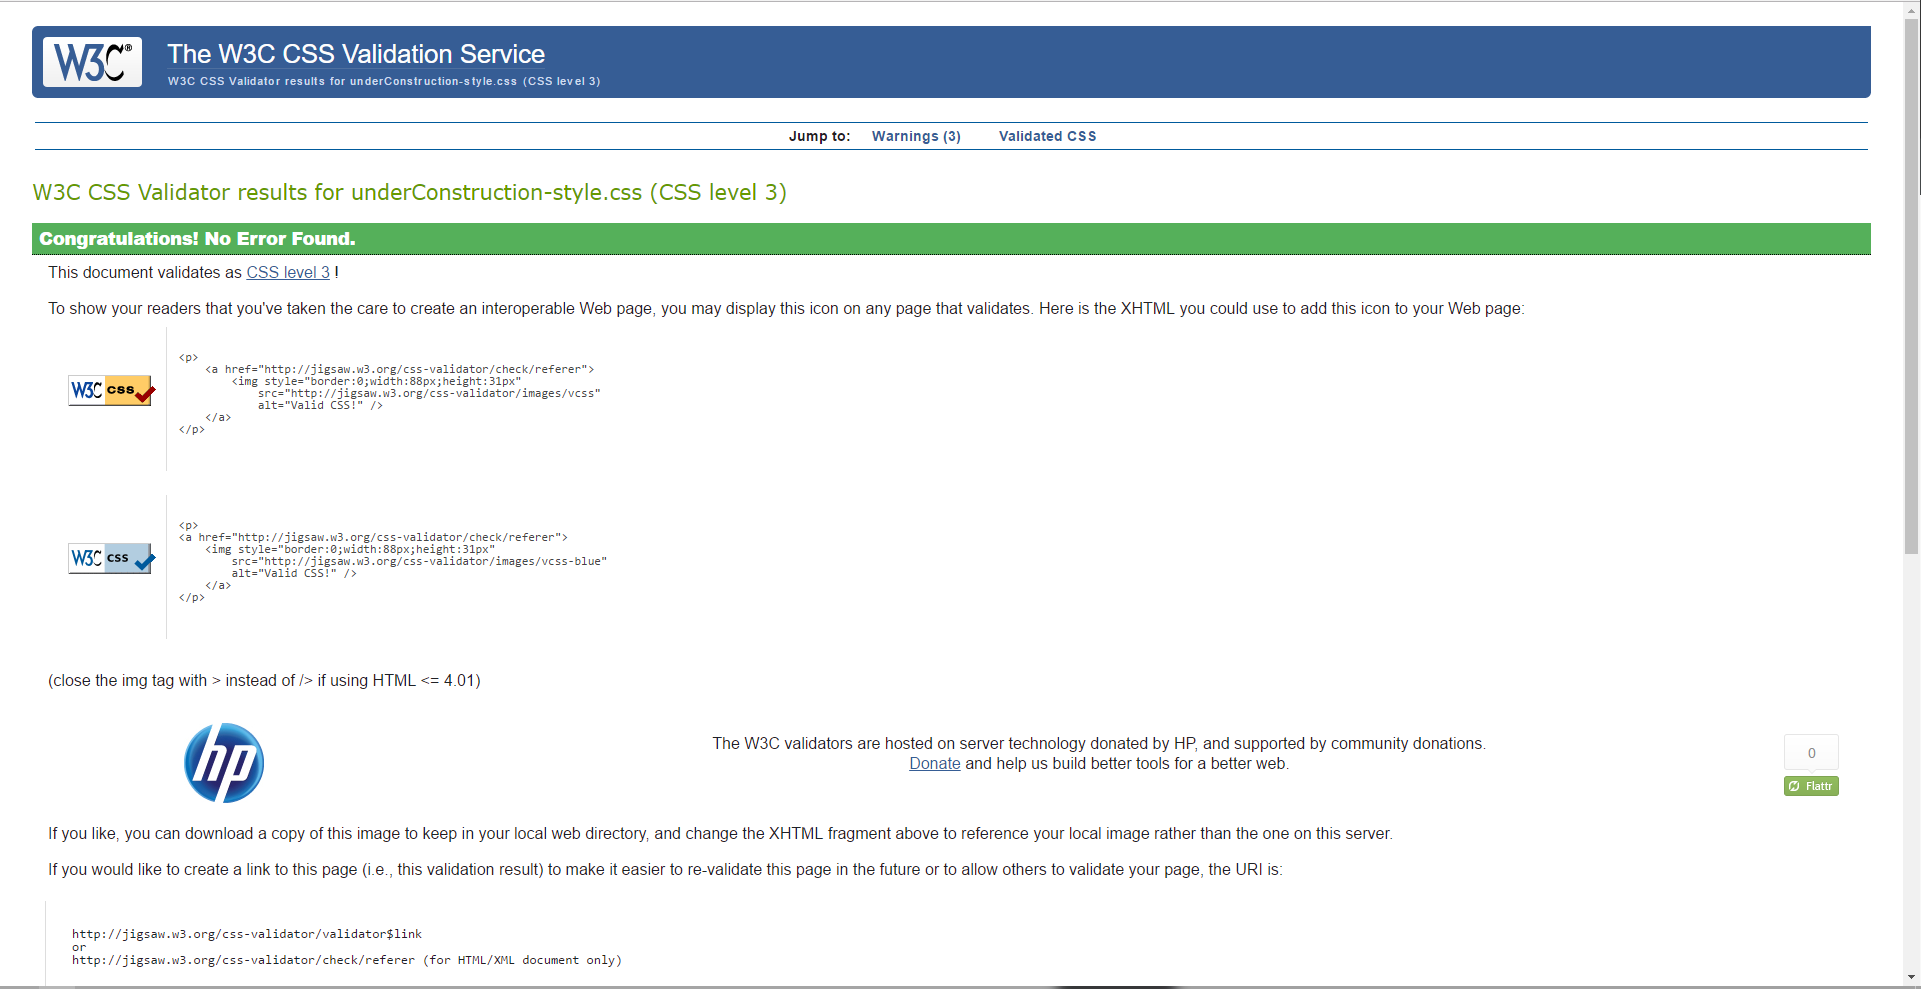 W3C®
The W3C CSS Validation Service
W3C CSS Validator results for underConstruction-style.css (CSS level 3)
Jump to: Warnings (3) Validated CSS
W3C CSS Validator results for underConstruction-style.css (CSS level 3)
Congratulations! No Error Found.
This document validates as CSS level 3 !
To show your readers that you've taken the care to create an interoperable Web page, you may display this icon on any page that validates. Here is the XHTML you could use to add this icon to your Web page:
W3C css
<p>
    <a href="http://jigsaw.w3.org/css-validator/check/referer">
        <img style="border:0;width:88px;height:31px"
            src="http://jigsaw.w3.org/css-validator/images/vcss"
            alt="Valid CSS!" />
    </a>
</p>
W3C css
<p>
<a href="http://jigsaw.w3.org/css-validator/check/referer">
    <img style="border:0;width:88px;height:31px"
        src="http://jigsaw.w3.org/css-validator/images/vcss-blue"
        alt="Valid CSS!" />
    </a>
</p>
(close the img tag with > instead of /> if using HTML <= 4.01)
hp
The W3C validators are hosted on server technology donated by HP, and supported by community donations.
Donate and help us build better tools for a better web.
0
Flattr
If you like, you can download a copy of this image to keep in your local web directory, and change the XHTML fragment above to reference your local image rather than the one on this server.
If you would like to create a link to this page (i.e., this validation result) to make it easier to re-validate this page in the future or to allow others to validate your page, the URI is:
http://jigsaw.w3.org/css-validator/validator$link
or
http://jigsaw.w3.org/css-validator/check/referer (for HTML/XML document only)